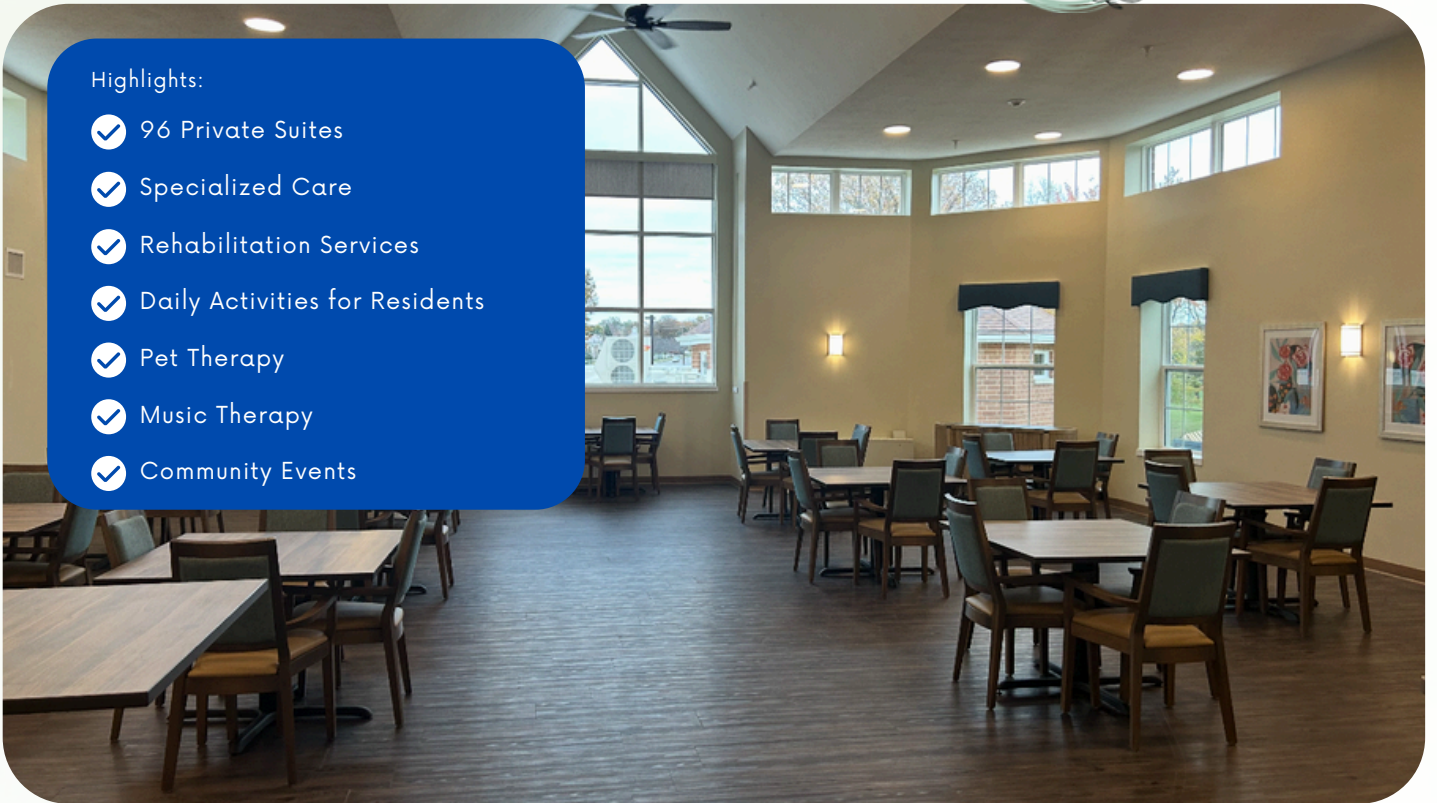 Highlights:
96 Private Suites
Specialized Care
Rehabilitation Services
Daily Activities for Residents
Pet Therapy
Music Therapy
Community Events